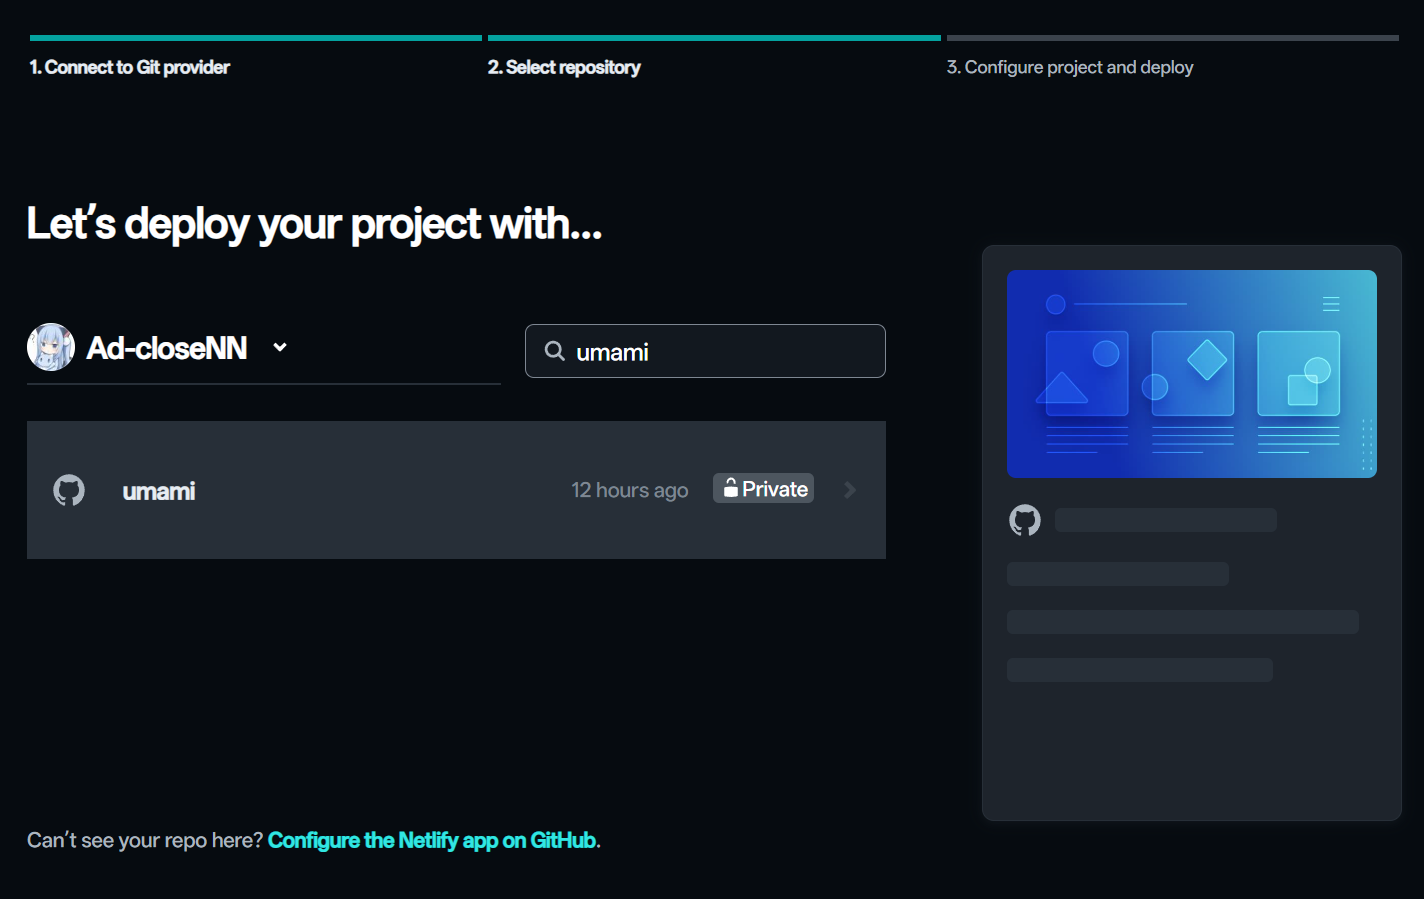 1. Connect to Git provider
2. Select repository
3. Configure project and deploy
Let’s deploy your project with…
Ad-closeNN
umami
umami
12 hours ago
Private
Can’t see your repo here? Configure the Netlify app on GitHub.